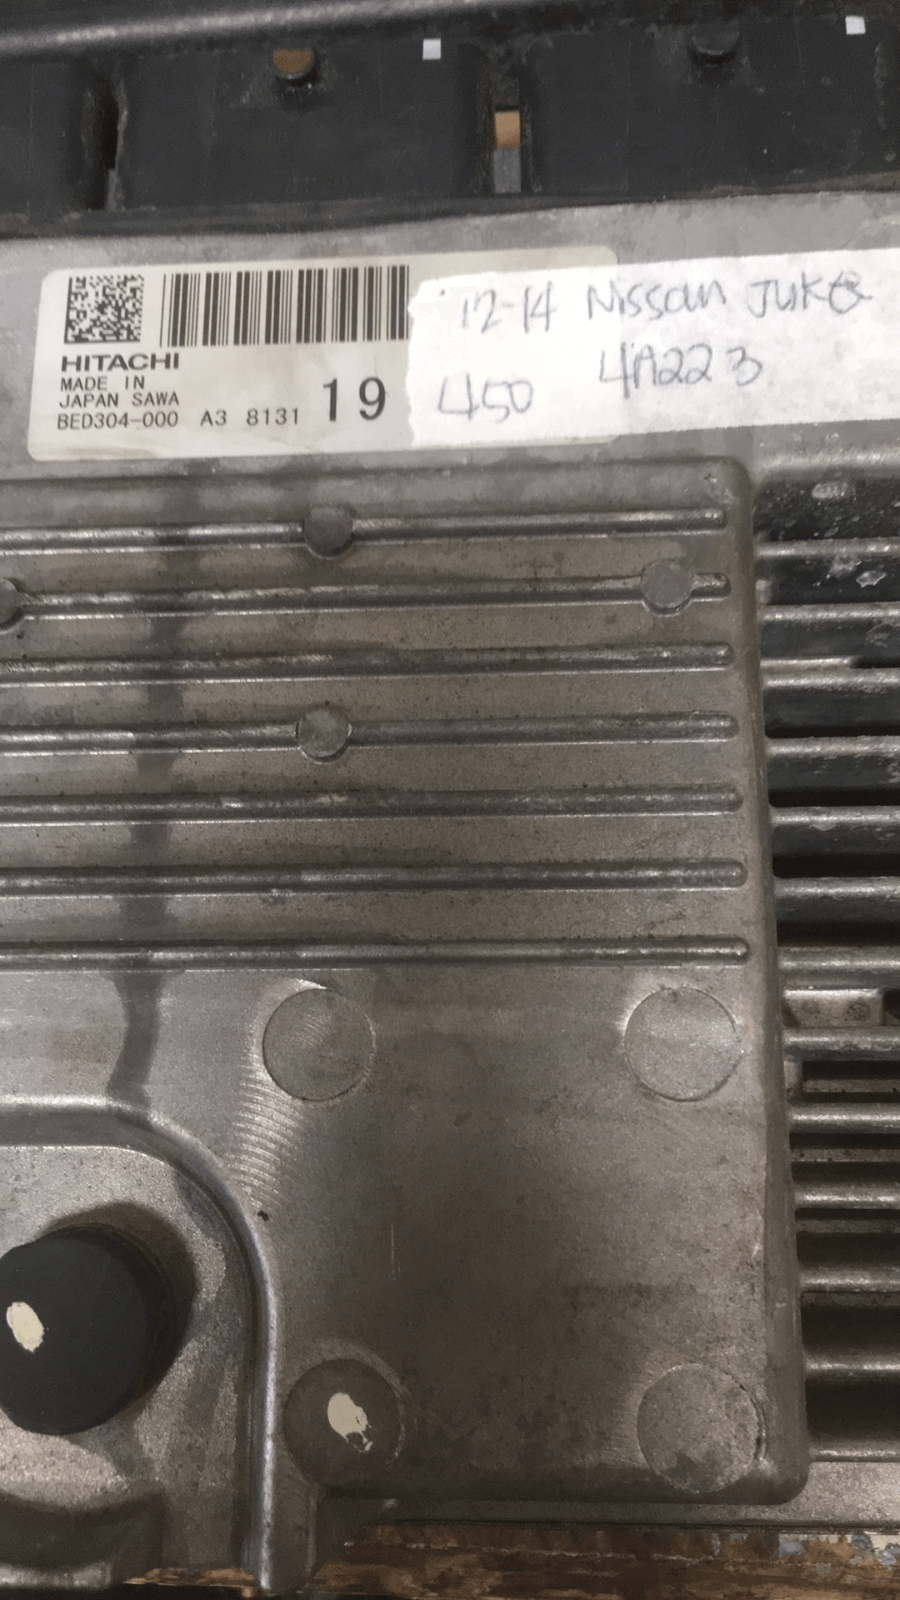 HITACHI
MADE IN
JAPAN SAWA
BED304-000 A3 8131 19
'12-14 Nissan Juke
450 4A223